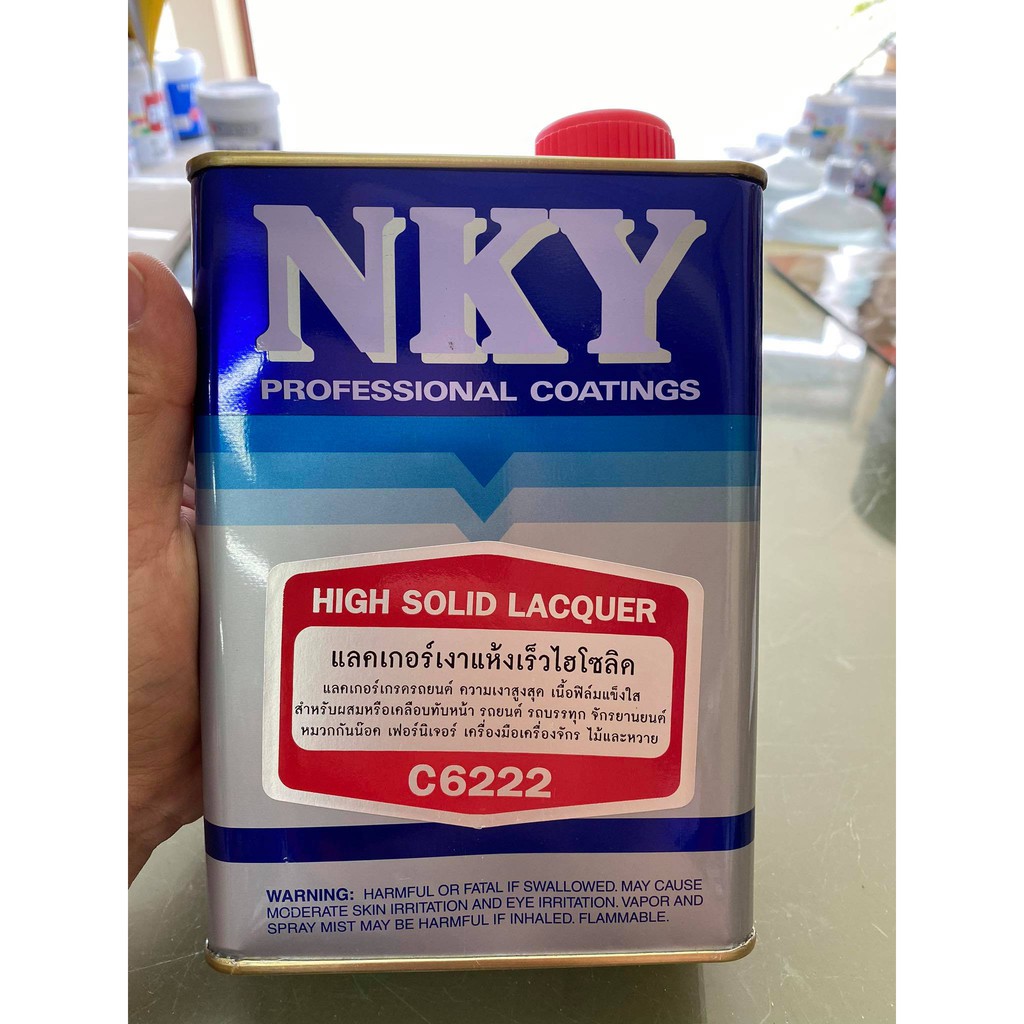 NKY
PROFESSIONAL COATINGS
HIGH SOLID LACQUER
แลคเกอร์เงาแห้งเร็วไฮโซลิค
แลคเกอร์เกรดรถยนต์ ความเงาสูงสุด เนื้อฟิล์มแข็งใส
สำหรับผสมหรือเคลือบทับหน้า รถยนต์ รถบรรทุก จักรยานยนต์
หมวกกันน๊อค เฟอร์นิเจอร์ เครื่องมือเครื่องจักร ไม้และหวาย
C6222
WARNING: HARMFUL OR FATAL IF SWALLOWED. MAY CAUSE
MODERATE SKIN IRRITATION AND EYE IRRITATION. VAPOR AND
SPRAY MIST MAY BE HARMFUL IF INHALED. FLAMMABLE.